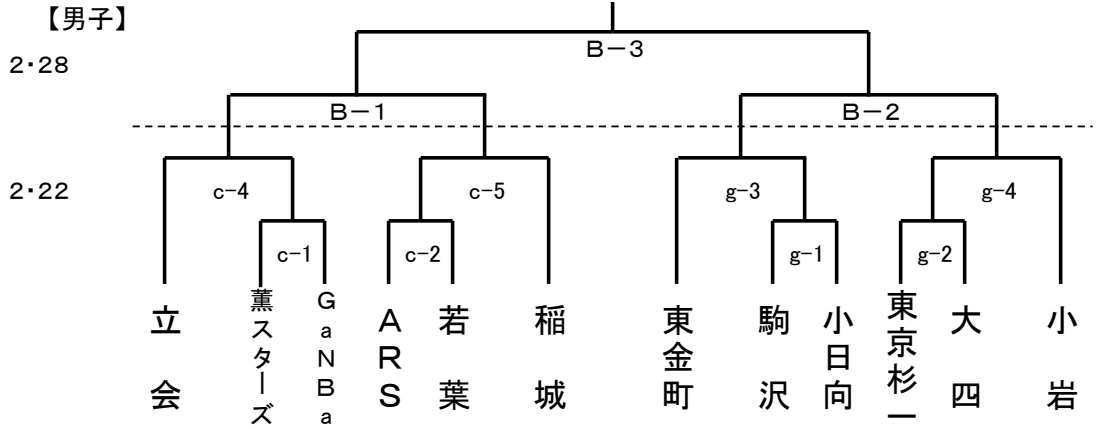 【男子】
B－3
2・28
B－1
B－2
2・22
c－4
c－5
g－3
g－4
c－1
c－2
g－1
g－2
立会
薫スターズ
GaNBa
ARS
若葉
稲城
東金町
駒沢
小日向
東京杉一
大四
小岩